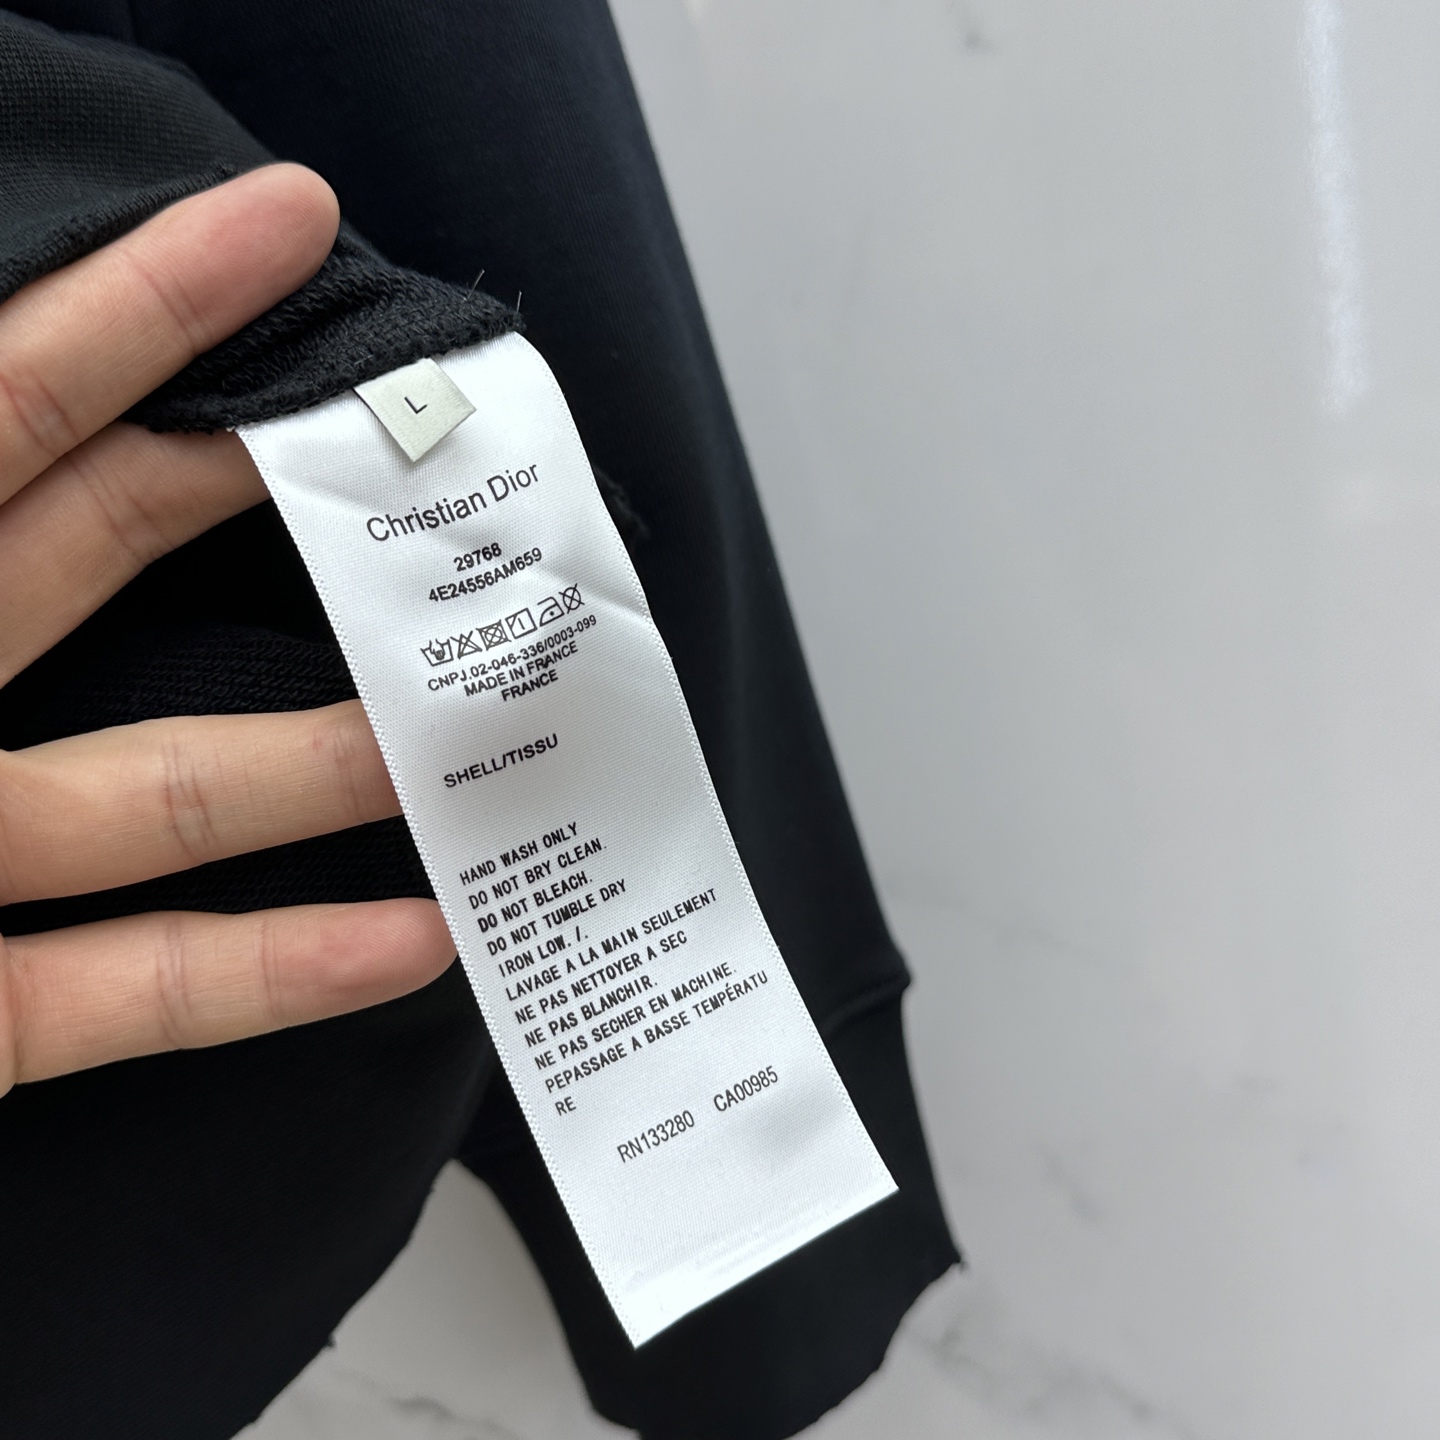 L
Christian Dior
29768
4E24556AM659
CNPJ.02-046-336/0003-099
MADE IN FRANCE
FRANCE
SHELL/TISSU
HAND WASH ONLY
DO NOT BRY CLEAN.
DO NOT BLEACH.
DO NOT TUMBLE DRY
IRON LOW. /.
LAVAGE A LA MAIN SEULEMENT
NE PAS NETTOYER A SEC
NE PAS BLANCHIR.
NE PAS SECHER EN MACHINE.
PEPASSAGE A BASSE TEMPÉRATU
RE
RN133280 CA00985